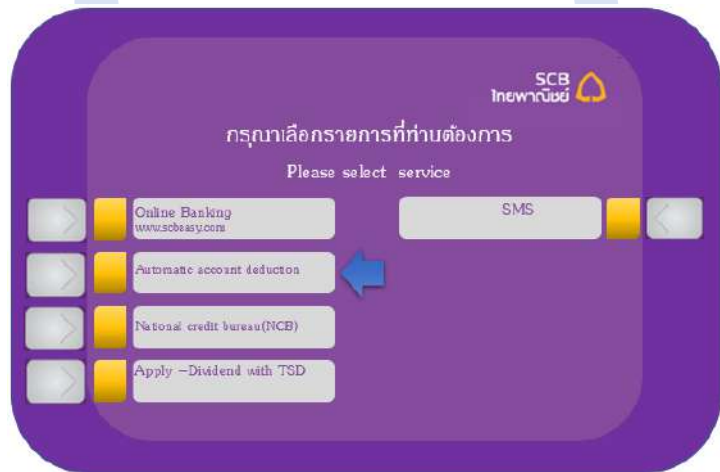 SCB
ไทยพาณิชย์
กรุณาเลือกรายการที่ท่านต้องการ
Please select service
Online Banking
www.scbeasy.com
SMS
Automatic account deduction
National credit bureau(NCB)
Apply –Dividend with TSD